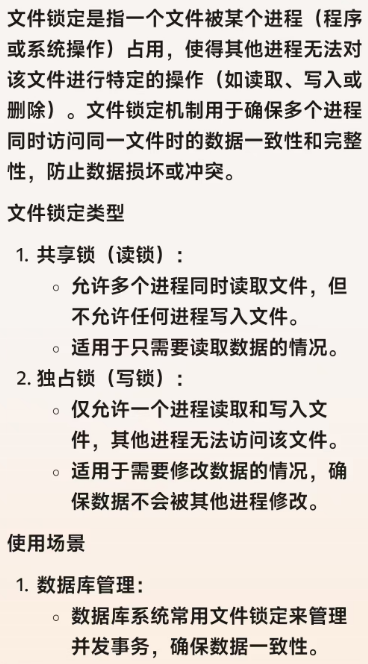 文件锁定是指一个文件被某个进程（程序
或系统操作）占用，使得其他进程无法对
该文件进行特定的操作（如读取、写入或
删除）。文件锁定机制用于确保多个进程
同时访问同一文件时的数据一致性和完整
性，防止数据损坏或冲突。
文件锁定类型
1. 共享锁（读锁）：
○ 允许多个进程同时读取文件，但
不允许任何进程写入文件。
○ 适用于只需要读取数据的情况。
2. 独占锁（写锁）：
○ 仅允许一个进程读取和写入文
件，其他进程无法访问该文件。
○ 适用于需要修改数据的情况，确
保数据不会被其他进程修改。
使用场景
1. 数据库管理：
○ 数据库系统常用文件锁定来管理
并发事务，确保数据一致性。